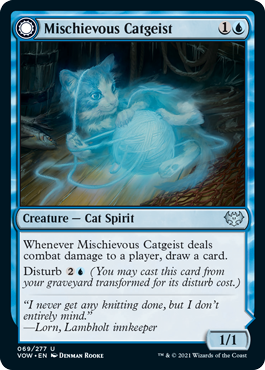 Mischievous Catgeist 1
Creature — Cat Spirit
Whenever Mischievous Catgeist deals
combat damage to a player, draw a card.
Disturb 2 (You may cast this card from
your graveyard transformed for its disturb cost.)
“I never get any knitting done, but I don’t
entirely mind.”
—Lorn, Lambholt innkeeper
1/1
069/277 U
VOW • EN DENMAN ROOKE
™ & © 2021 Wizards of the Coast